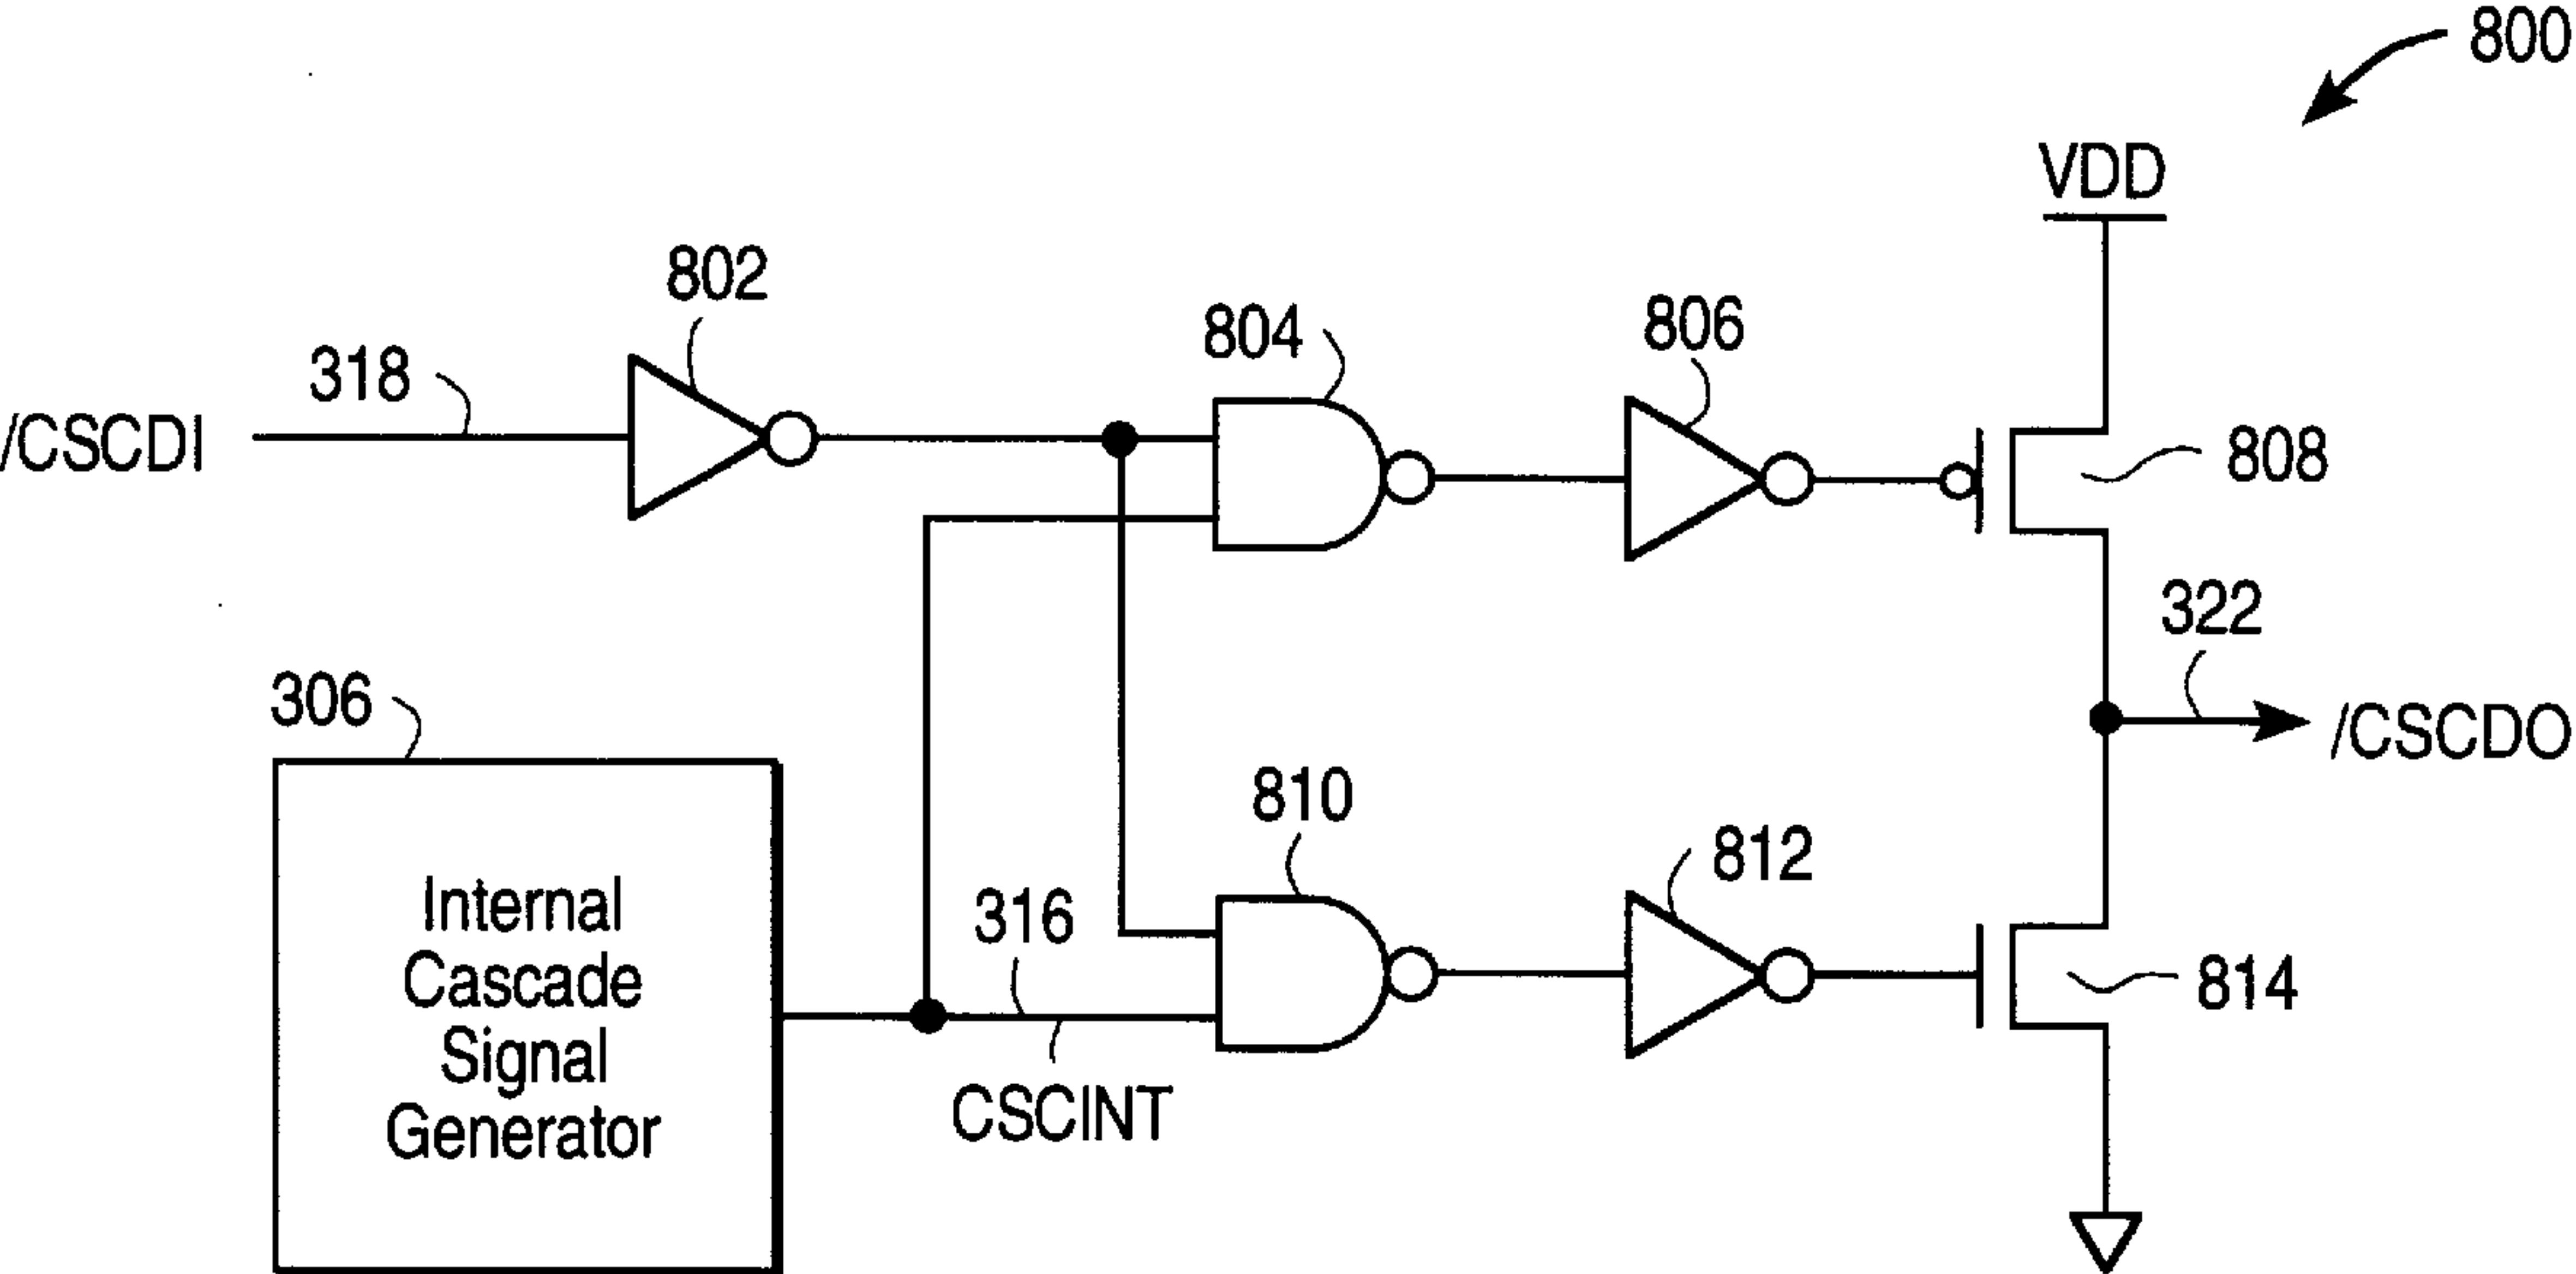 800
VDD
802
804
806
318
/CSCDI
808
322
/CSCDO
306
810
812
316
814
Internal
Cascade
Signal
Generator
CSCINT